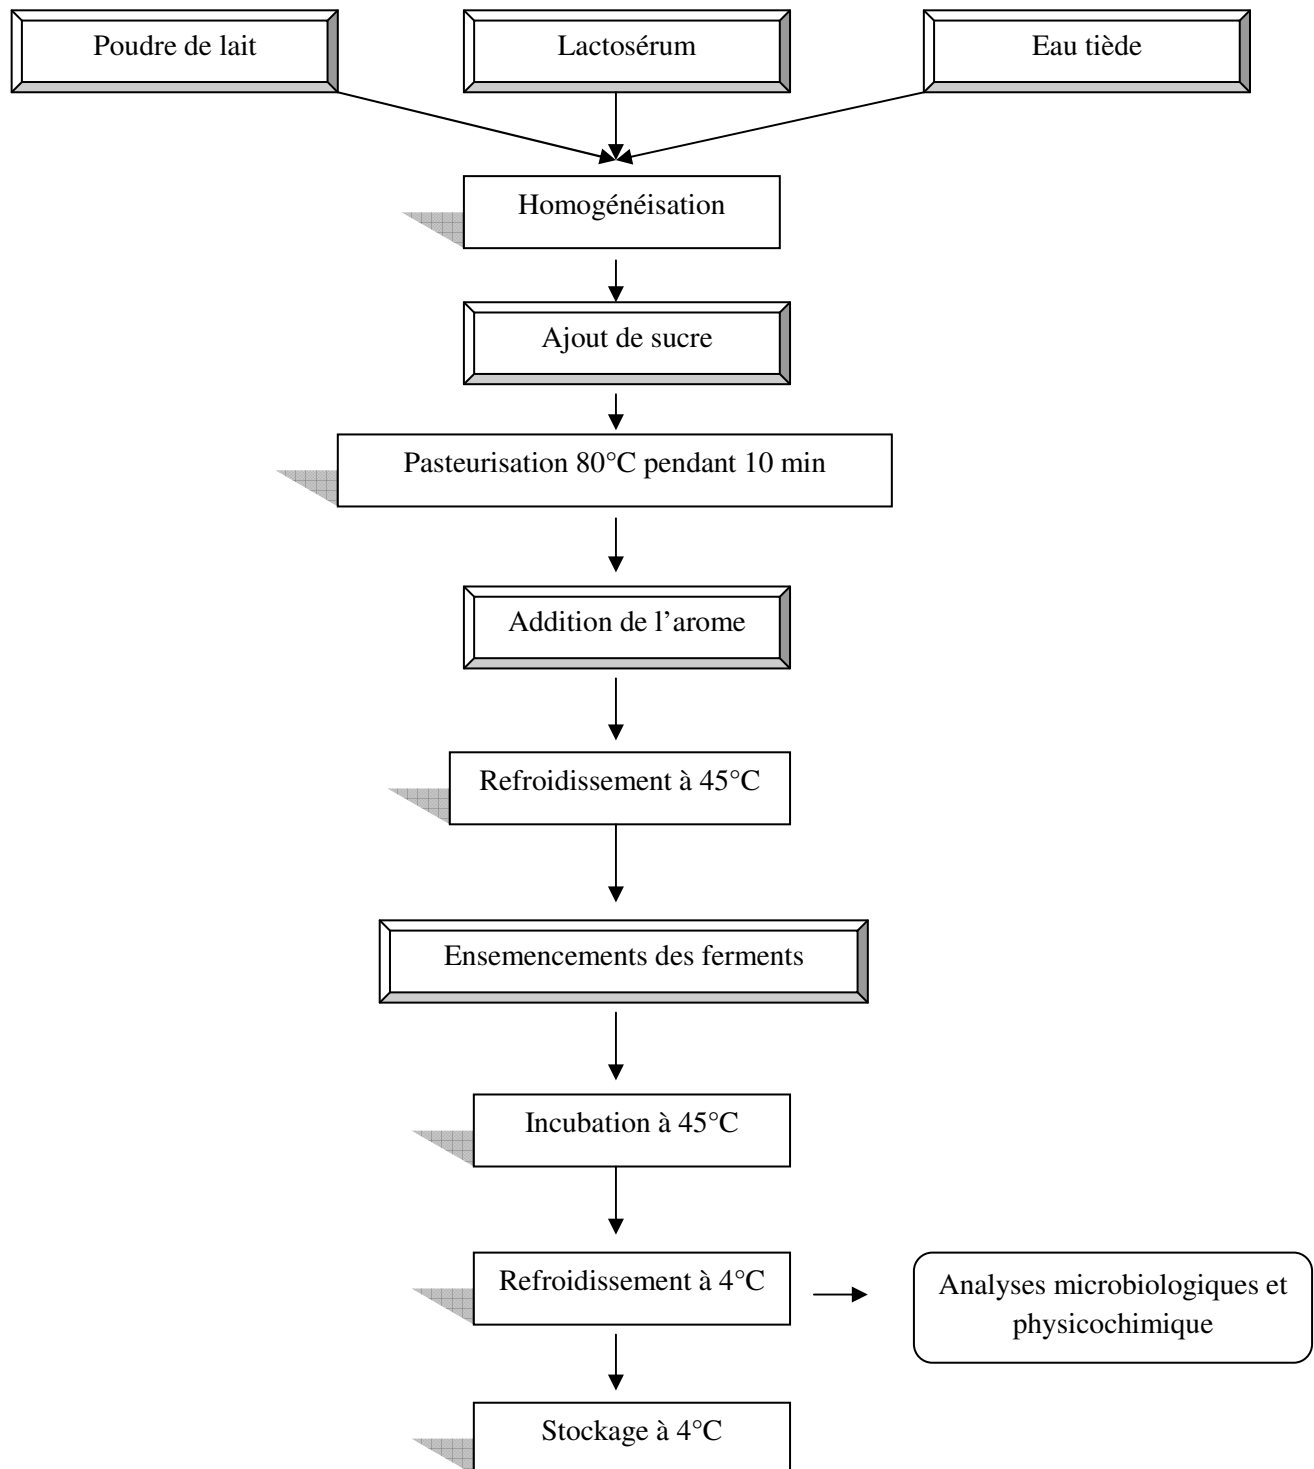 Poudre de lait
Lactosérum
Eau tiède
Homogénéisation
Ajout de sucre
Pasteurisation 80°C pendant 10 min
Addition de l’arome
Refroidissement à 45°C
Ensemencements des ferments
Incubation à 45°C
Refroidissement à 4°C
Analyses microbiologiques et
physicochimique
Stockage à 4°C